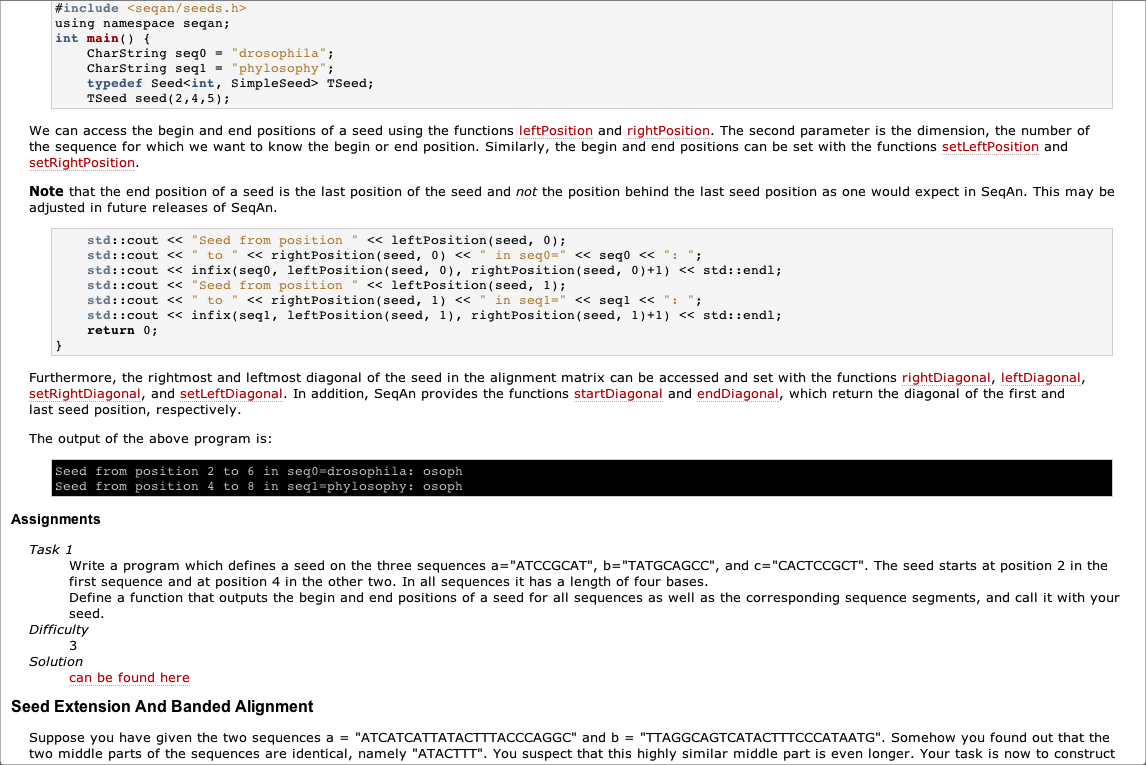 #include <seqan/seeds.h>
using namespace seqan;
int main() {
    CharString seq0 = "drosophila";
    CharString seq1 = "phylosophy";
    typedef Seed<int, SimpleSeed> TSeed;
    TSeed seed(2,4,5);
We can access the begin and end positions of a seed using the functions leftPosition and rightPosition. The second parameter is the dimension, the number of
the sequence for which we want to know the begin or end position. Similarly, the begin and end positions can be set with the functions setLeftPosition and
setRightPosition.
Note that the end position of a seed is the last position of the seed and not the position behind the last seed position as one would expect in SeqAn. This may be
adjusted in future releases of SeqAn.
    std::cout << "Seed from position " << leftPosition(seed, 0);
    std::cout << " to " << rightPosition(seed, 0) << " in seq0=" << seq0 << ": ";
    std::cout << infix(seq0, leftPosition(seed, 0), rightPosition(seed, 0)+1) << std::endl;
    std::cout << "Seed from position " << leftPosition(seed, 1);
    std::cout << " to " << rightPosition(seed, 1) << " in seq1=" << seq1 << ": ";
    std::cout << infix(seq1, leftPosition(seed, 1), rightPosition(seed, 1)+1) << std::endl;
    return 0;
}
Furthermore, the rightmost and leftmost diagonal of the seed in the alignment matrix can be accessed and set with the functions rightDiagonal, leftDiagonal,
setRightDiagonal, and setLeftDiagonal. In addition, SeqAn provides the functions startDiagonal and endDiagonal, which return the diagonal of the first and
last seed position, respectively.
The output of the above program is:
Seed from position 2 to 6 in seq0=drosophila: osoph
Seed from position 4 to 8 in seq1=phylosophy: osoph
Assignments
Task 1
Write a program which defines a seed on the three sequences a="ATCCGCAT", b="TATGCAGCC", and c="CACTCCGCT". The seed starts at position 2 in the
first sequence and at position 4 in the other two. In all sequences it has a length of four bases.
Define a function that outputs the begin and end positions of a seed for all sequences as well as the corresponding sequence segments, and call it with your
seed.
Difficulty
3
Solution
can be found here
Seed Extension And Banded Alignment
Suppose you have given the two sequences a = "ATCATCATTATACTTTACCCAGGC" and b = "TTAGGCAGTCATACTTTCCCATAATG". Somehow you found out that the
two middle parts of the sequences are identical, namely "ATACTTT". You suspect that this highly similar middle part is even longer. Your task is now to construct